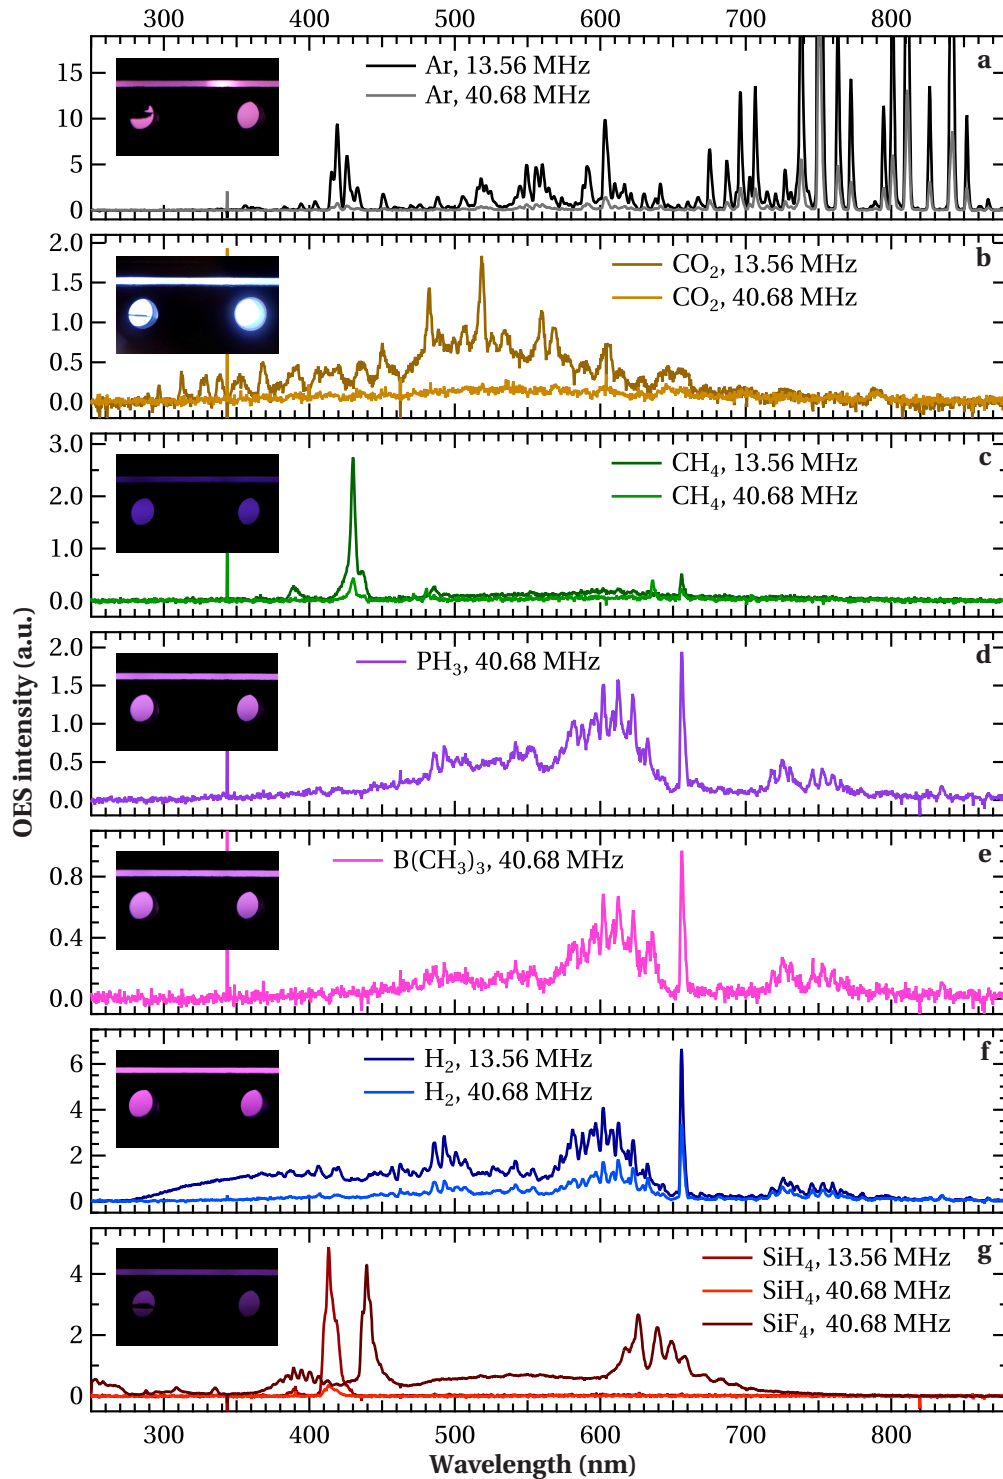 300 400 500 600 700 800
a
Ar, 13.56 MHz
Ar, 40.68 MHz
15
10
5
0
b
CO₂, 13.56 MHz
CO₂, 40.68 MHz
2.0
1.5
1.0
0.5
0.0
c
CH₄, 13.56 MHz
CH₄, 40.68 MHz
3.0
2.0
1.0
0.0
OES intensity (a.u.)
d
PH₃, 40.68 MHz
2.0
1.5
1.0
0.5
0.0
e
B(CH₃)₃, 40.68 MHz
0.8
0.4
0.0
f
H₂, 13.56 MHz
H₂, 40.68 MHz
6
4
2
0
g
SiH₄, 13.56 MHz
SiH₄, 40.68 MHz
SiF₄, 40.68 MHz
4
2
0
300 400 500 600 700 800
Wavelength (nm)